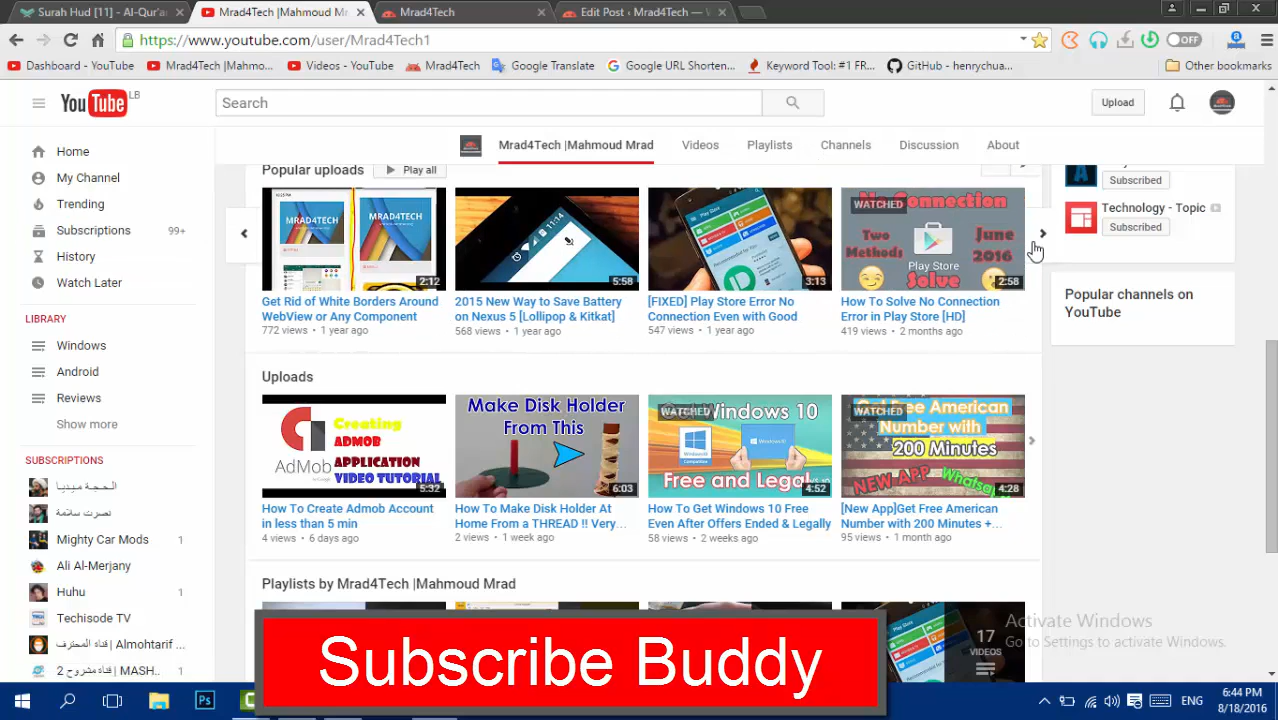 Surah Hud [11] - Al-Qur'a
Mrad4Tech |Mahmoud M
Mrad4Tech
Edit Post ‹ Mrad4Tech —
https://www.youtube.com/user/Mrad4Tech1
OFF
Dashboard - YouTube
Mrad4Tech |Mahmo...
Videos - YouTube
Mrad4Tech
Google Translate
Google URL Shorten...
Keyword Tool: #1 FR...
GitHub - henrychua...
Other bookmarks
YouTube LB
Search
Upload
Mrad4Tech |Mahmoud Mrad
Videos
Playlists
Channels
Discussion
About
Home
My Channel
Trending
Subscriptions 99+
History
Watch Later
LIBRARY
Windows
Android
Reviews
Show more
SUBSCRIPTIONS
الـحـجـة مـيـديـا
نصرت سلامة
Mighty Car Mods 1
Ali Al-Merjany
Huhu 1
Techisode TV
قناة المحترف | Almohtarif ...
2 قناة مشروح | MASH...
Popular uploads
Play all
MRAD4TECH
MRAD4TECH
2:12
Get Rid of White Borders Around
WebView or Any Component
772 views • 1 year ago
11:14
5:58
2015 New Way to Save Battery
on Nexus 5 [Lollipop & Kitkat]
568 views • 1 year ago
3:13
[FIXED] Play Store Error No
Connection Even with Good
547 views • 1 year ago
WATCHED
No Connection
Two
Methods
June
2016
Play Store
Solve
2:58
How To Solve No Connection
Error in Play Store [HD]
419 views • 2 months ago
Subscribed
Technology - Topic
Subscribed
Popular channels on
YouTube
Uploads
Creating
ADMOB
APPLICATION
VIDEO TUTORIAL
AdMob
5:32
How To Create Admob Account
in less than 5 min
4 views • 6 days ago
Make Disk Holder
From This
6:03
How To Make Disk Holder At
Home From a THREAD !! Very...
2 views • 1 week ago
WATCHED
Windows 10
Free and Legal
4:52
How To Get Windows 10 Free
Even After Offers Ended & Legally
58 views • 2 weeks ago
WATCHED
Get Free American
Number with
200 Minutes
NEW APP
Whatsa
4:28
[New App]Get Free American
Number with 200 Minutes +...
95 views • 1 month ago
Playlists by Mrad4Tech |Mahmoud Mrad
17
VIDEOS
Subscribe Buddy
Activate Windows
Go to Settings to activate Windows.
Ps
ENG
6:44 PM
8/18/2016